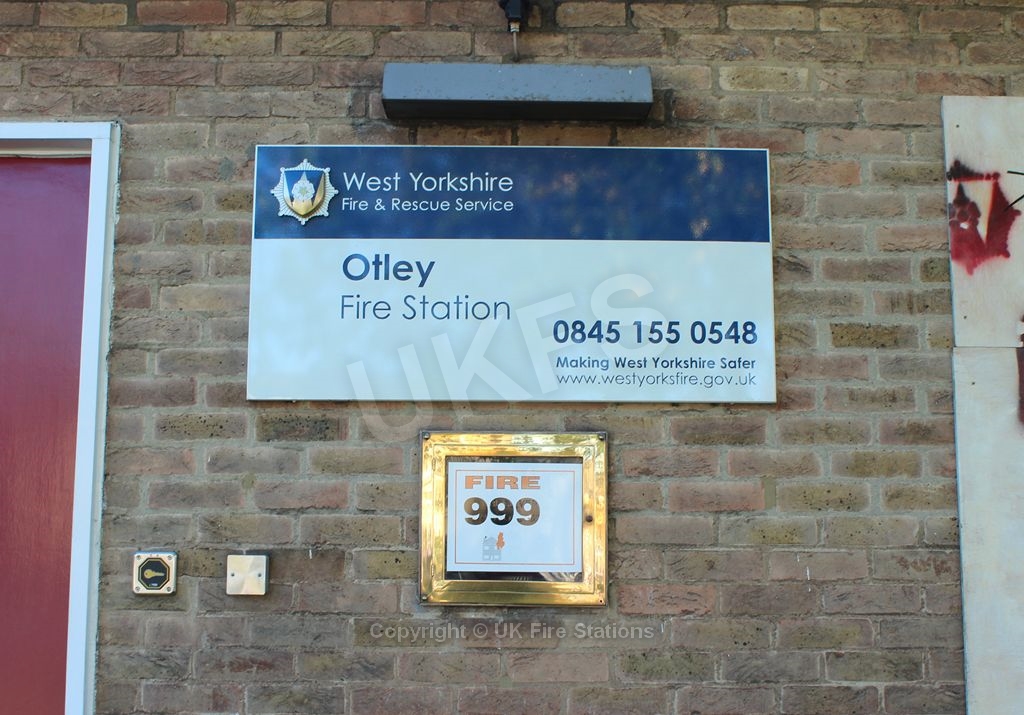 West Yorkshire
Fire & Rescue Service
Otley
Fire Station
0845 155 0548
Making West Yorkshire Safer
www.westyorksfire.gov.uk
UKFS
FIRE
999
Copyright © UK Fire Stations